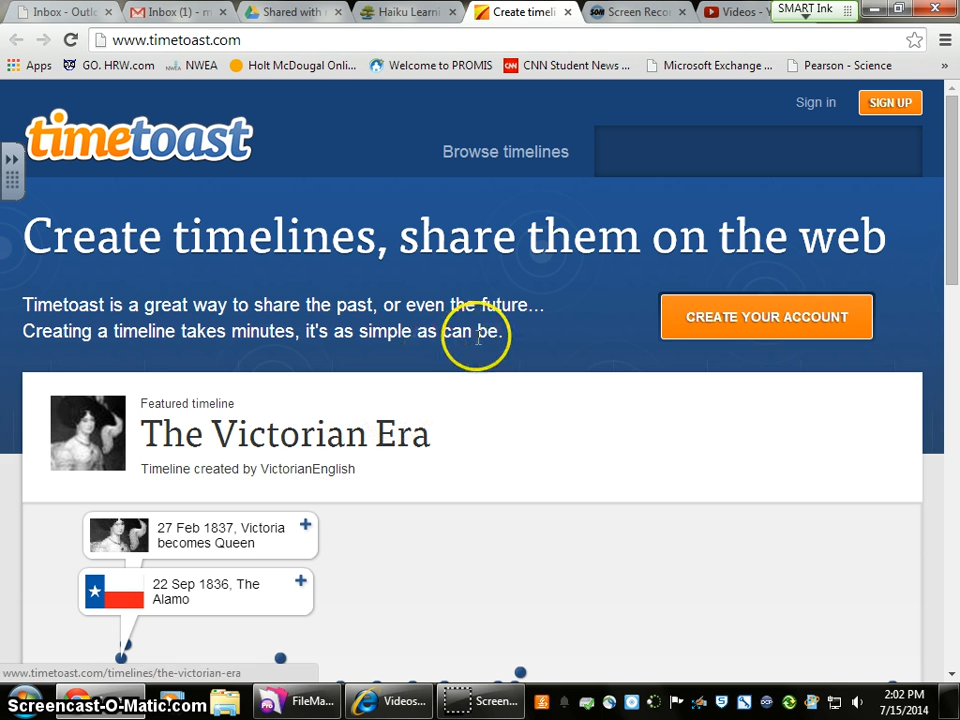 Inbox - Outlo
Inbox (1) - m
Shared with
Haiku Learni
Create timeli
Screen Recor
Videos - Y
SMART Ink
www.timetoast.com
Apps
GO. HRW.com
NWEA
Holt McDougal Onli...
Welcome to PROMIS
CNN Student News ...
Microsoft Exchange ...
Pearson - Science
»
Sign in
SIGN UP
timetoast
Browse timelines
Create timelines, share them on the web
Timetoast is a great way to share the past, or even the future...
Creating a timeline takes minutes, it's as simple as can be.
CREATE YOUR ACCOUNT
Featured timeline
The Victorian Era
Timeline created by VictorianEnglish
27 Feb 1837, Victoria
becomes Queen
22 Sep 1836, The
Alamo
www.timetoast.com/timelines/the-victorian-era
Screencast-O-Matic.com
FileMa...
Videos...
Screen...
2:02 PM
7/15/2014